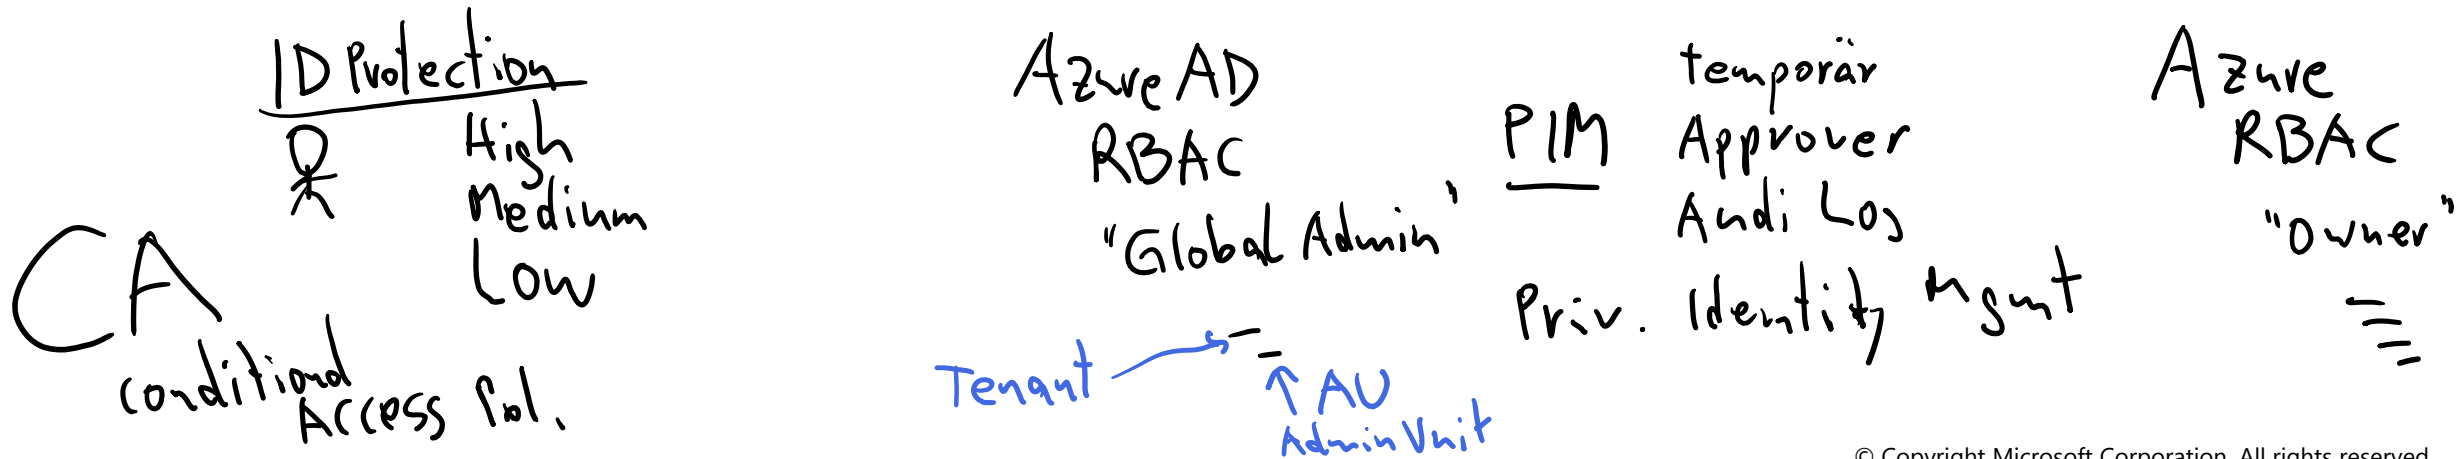 ID Protection
High
Medium
Low
CA
Conditional
Access Pol.
Azure AD
RBAC
"Global Admin"
Tenant
AU
Admin Unit
PIM
temporär
Approver
Audi Log
Priv. Identity Mgmt
Azure
RBAC
"Owner"
© Copyright Microsoft Corporation. All rights reserved.